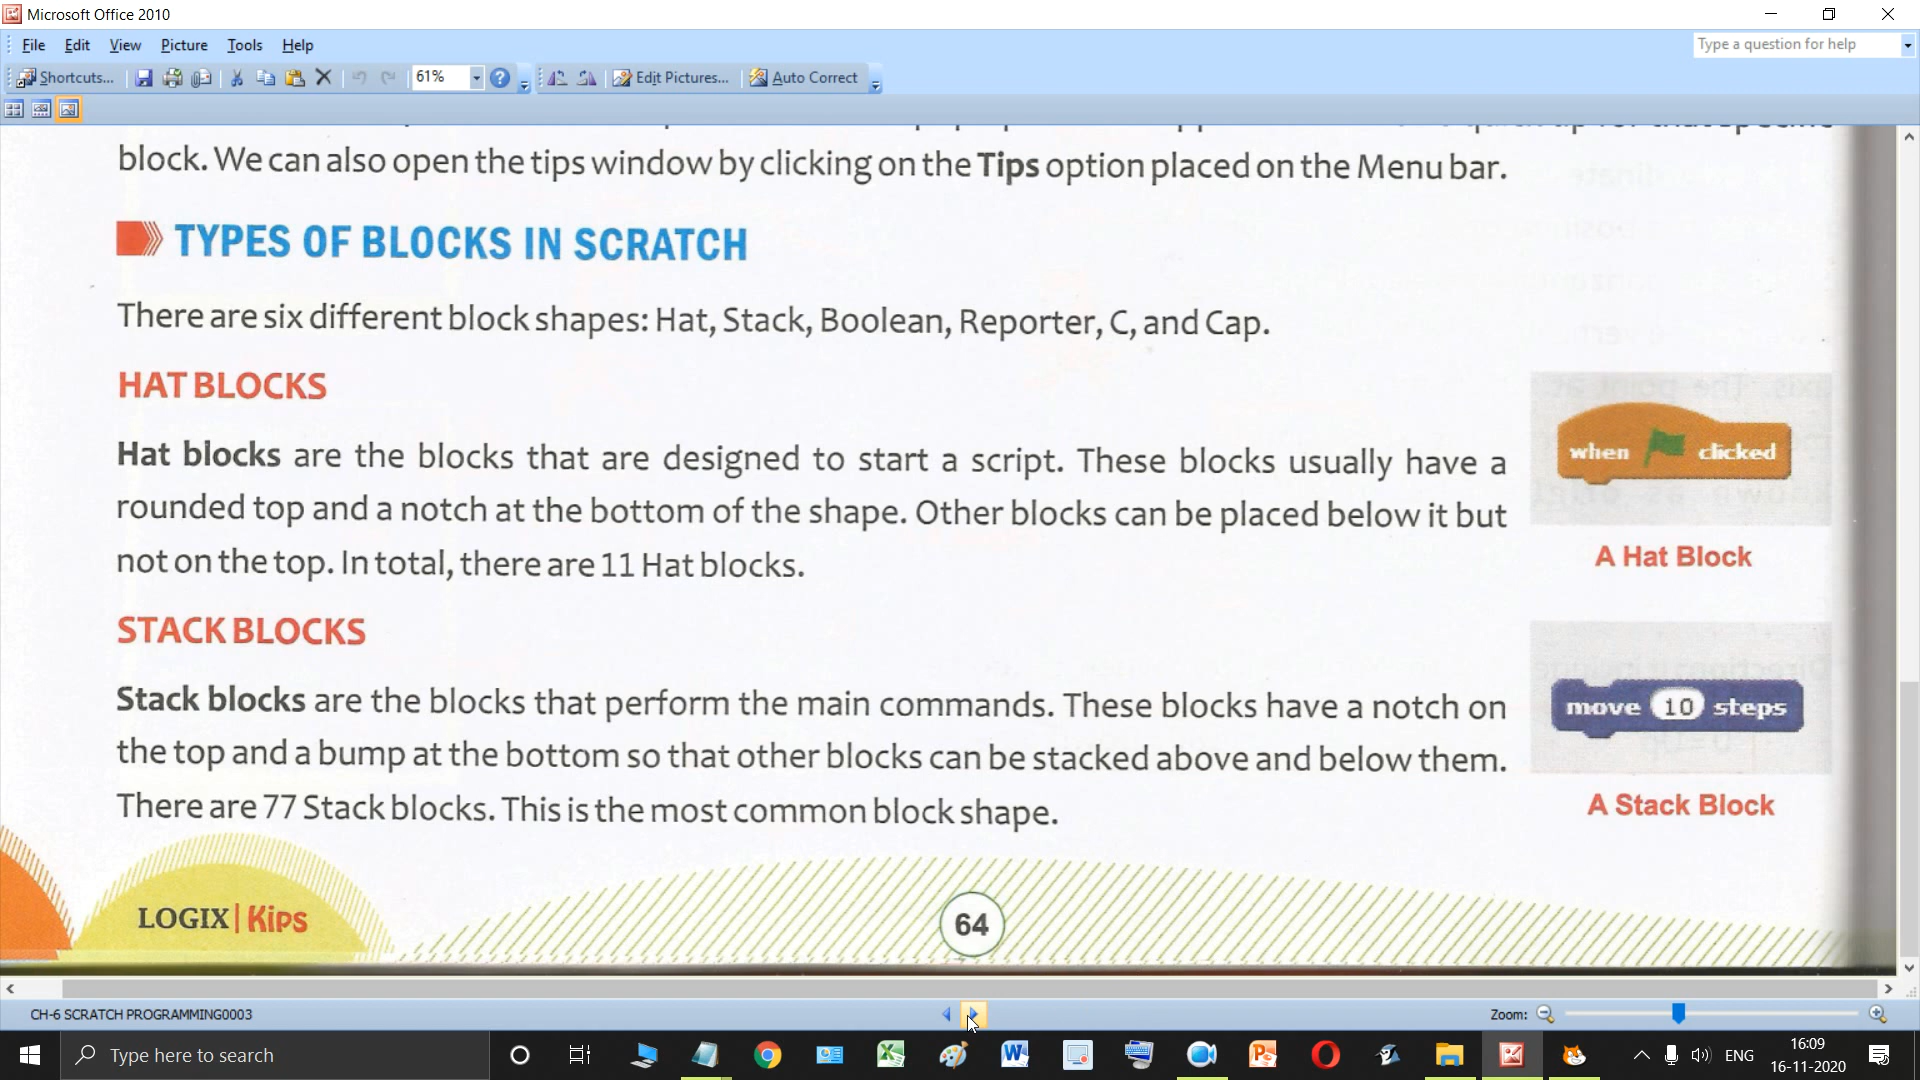 Microsoft Office 2010
File Edit View Picture Tools Help
Type a question for help
Shortcuts... 61% Edit Pictures... Auto Correct
block. We can also open the tips window by clicking on the Tips option placed on the Menu bar.
TYPES OF BLOCKS IN SCRATCH
There are six different block shapes: Hat, Stack, Boolean, Reporter, C, and Cap.
HAT BLOCKS
Hat blocks are the blocks that are designed to start a script. These blocks usually have a
rounded top and a notch at the bottom of the shape. Other blocks can be placed below it but
not on the top. In total, there are 11 Hat blocks.
when clicked
A Hat Block
STACK BLOCKS
Stack blocks are the blocks that perform the main commands. These blocks have a notch on
the top and a bump at the bottom so that other blocks can be stacked above and below them.
There are 77 Stack blocks. This is the most common block shape.
move 10 steps
A Stack Block
LOGIX Kips
64
CH-6 SCRATCH PROGRAMMING0003
Zoom:
Type here to search
ENG
16:09
16-11-2020